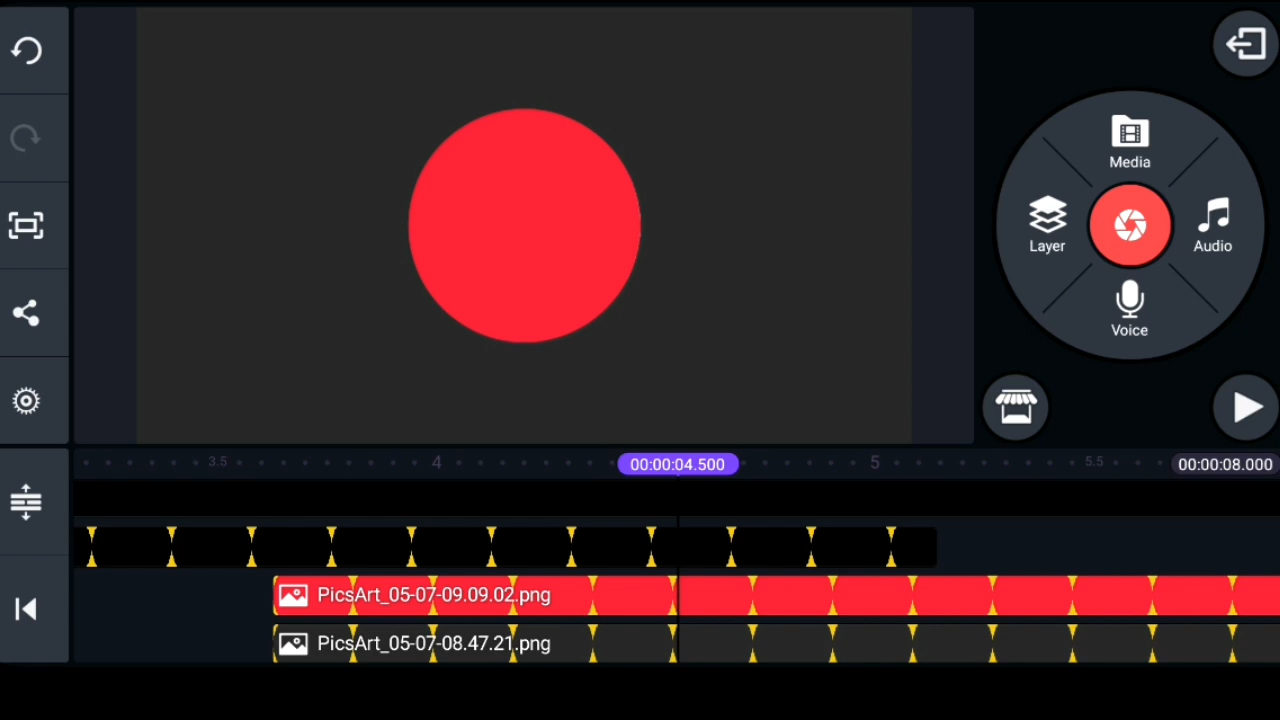 Media
Layer
Audio
Voice
3.5
4
00:00:04.500
5
5.5
00:00:08.000
PicsArt_05-07-09.09.02.png
PicsArt_05-07-08.47.21.png